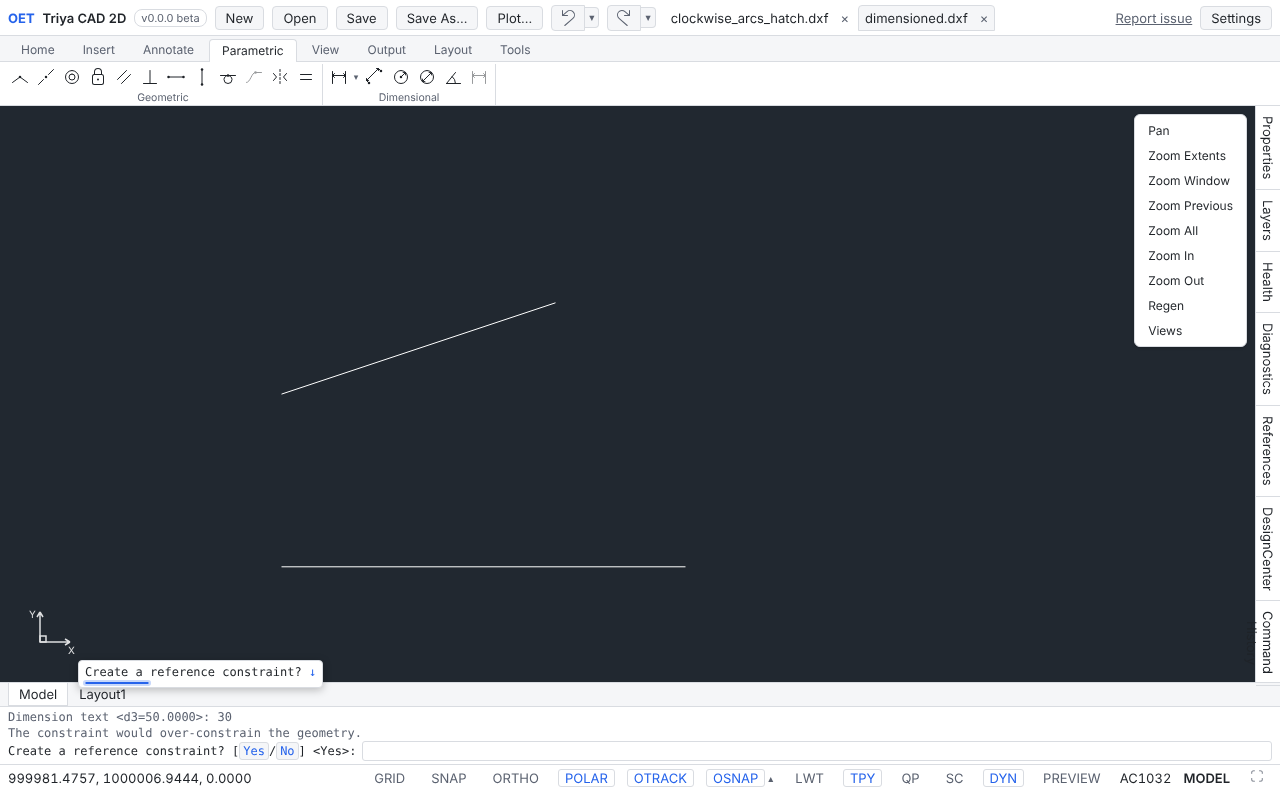 OET Triya CAD 2D v0.0.0 beta New Open Save Save As... Plot... ▾ ▾ clockwise_arcs_hatch.dxf × dimensioned.dxf × Report issue Settings
Home Insert Annotate Parametric View Output Layout Tools
Geometric Dimensional
Pan
Zoom Extents
Zoom Window
Zoom Previous
Zoom All
Zoom In
Zoom Out
Regen
Views
Properties
Layers
Health
Diagnostics
References
DesignCenter
Command
Y
X
Create a reference constraint? ↓
Model Layout1
Dimension text <d3=50.0000>: 30
The constraint would over-constrain the geometry.
Create a reference constraint? [Yes/No] <Yes>:
999981.4757, 1000006.9444, 0.0000 GRID SNAP ORTHO POLAR OTRACK OSNAP ▴ LWT TPY QP SC DYN PREVIEW AC1032 MODEL